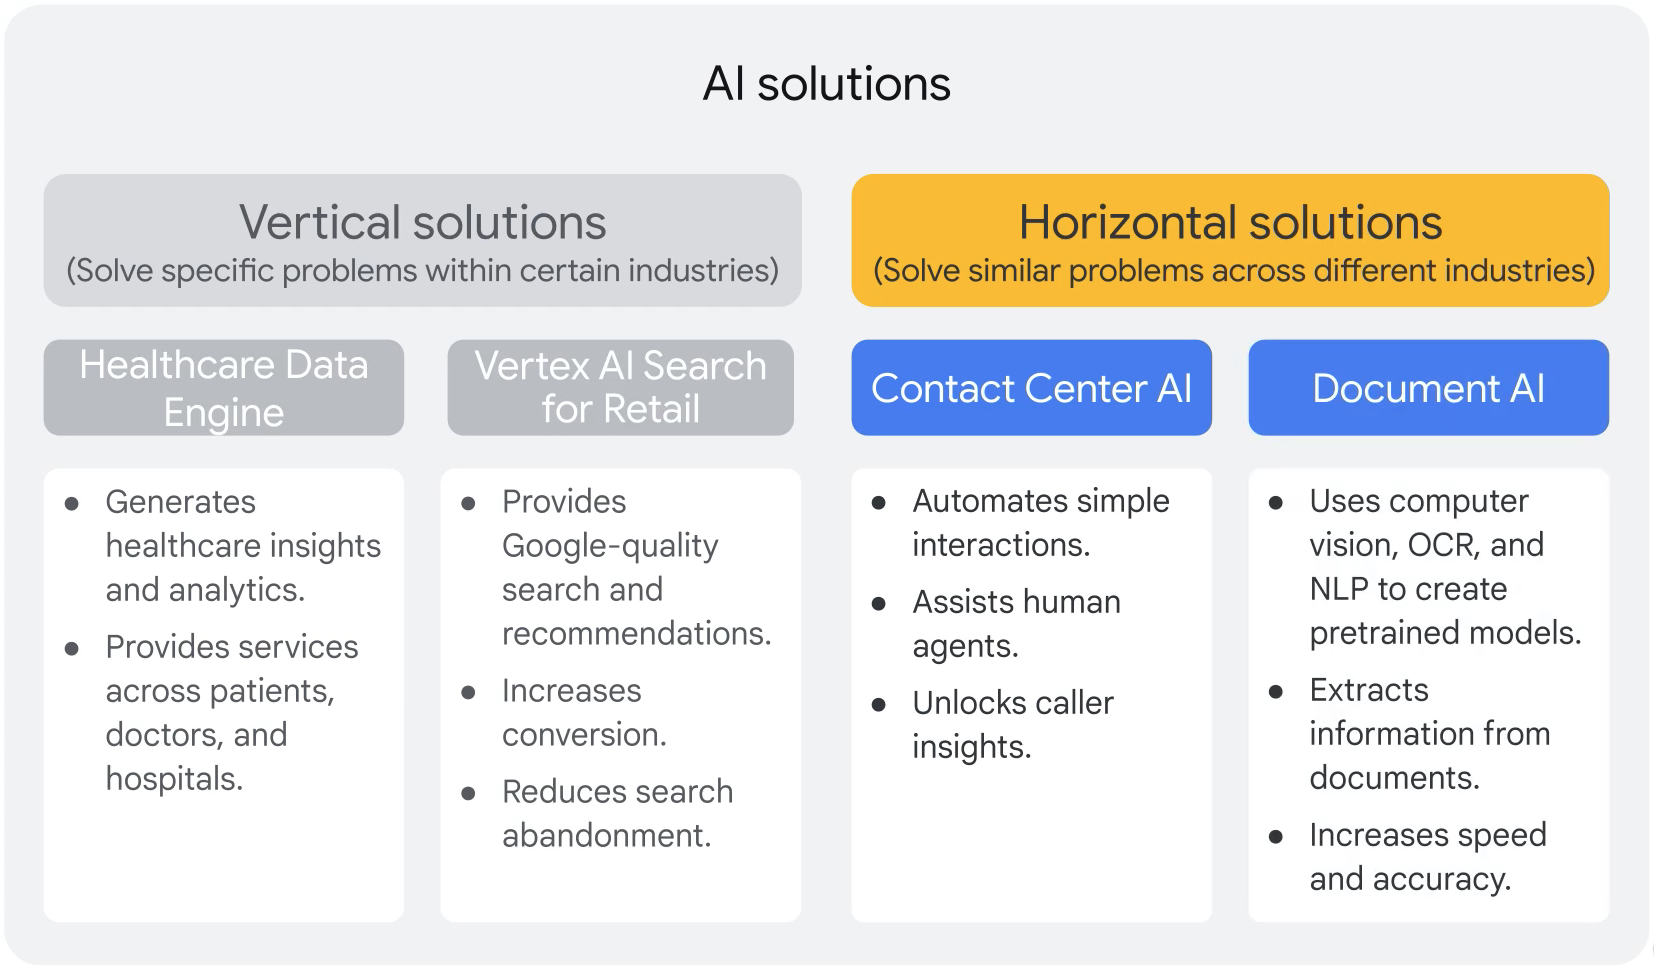 AI solutions
Vertical solutions
(Solve specific problems within certain industries)
Healthcare Data
Engine
● Generates
healthcare insights
and analytics.
● Provides services
across patients,
doctors, and
hospitals.
Vertex AI Search
for Retail
● Provides
Google-quality
search and
recommendations.
● Increases
conversion.
● Reduces search
abandonment.
Horizontal solutions
(Solve similar problems across different industries)
Contact Center AI
● Automates simple
interactions.
● Assists human
agents.
● Unlocks caller
insights.
Document AI
● Uses computer
vision, OCR, and
NLP to create
pretrained models.
● Extracts
information from
documents.
● Increases speed
and accuracy.